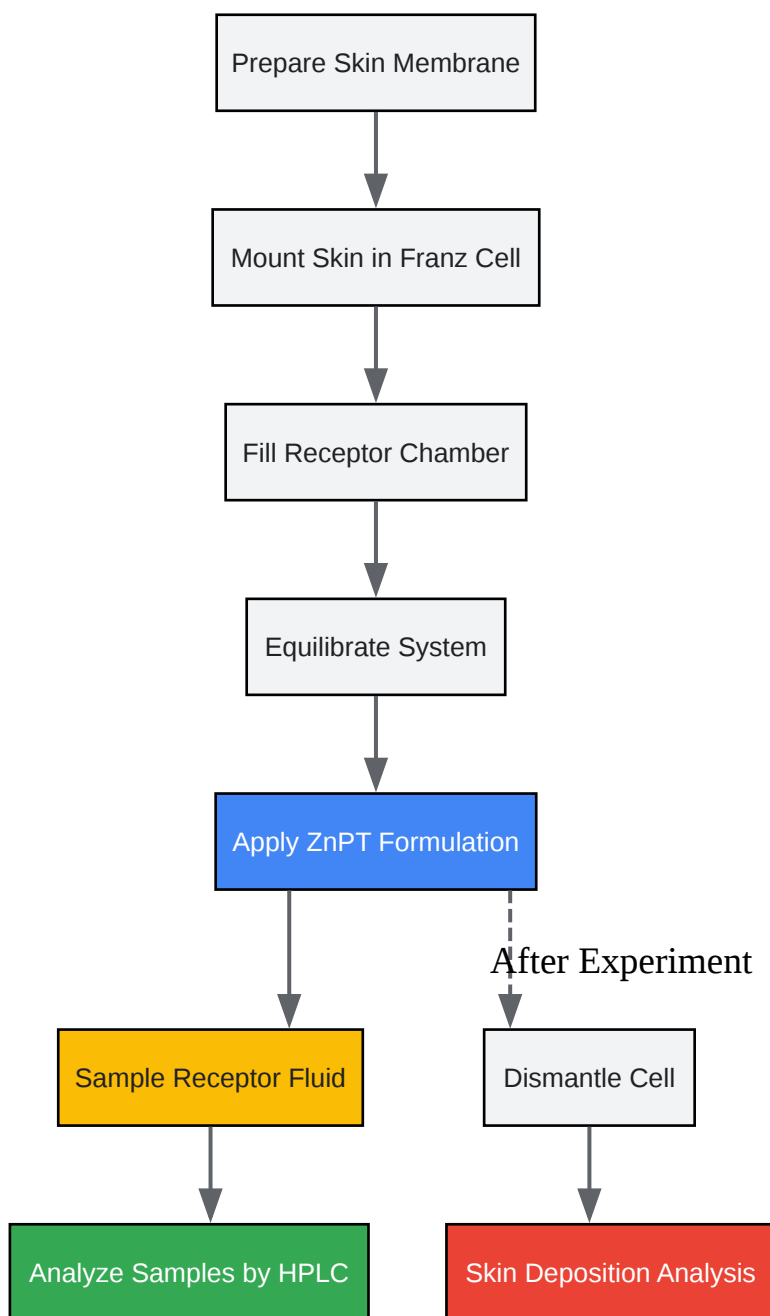 Prepare Skin Membrane
Mount Skin in Franz Cell
Fill Receptor Chamber
Equilibrate System
Apply ZnPT Formulation
After Experiment
Sample Receptor Fluid
Dismantle Cell
Analyze Samples by HPLC
Skin Deposition Analysis